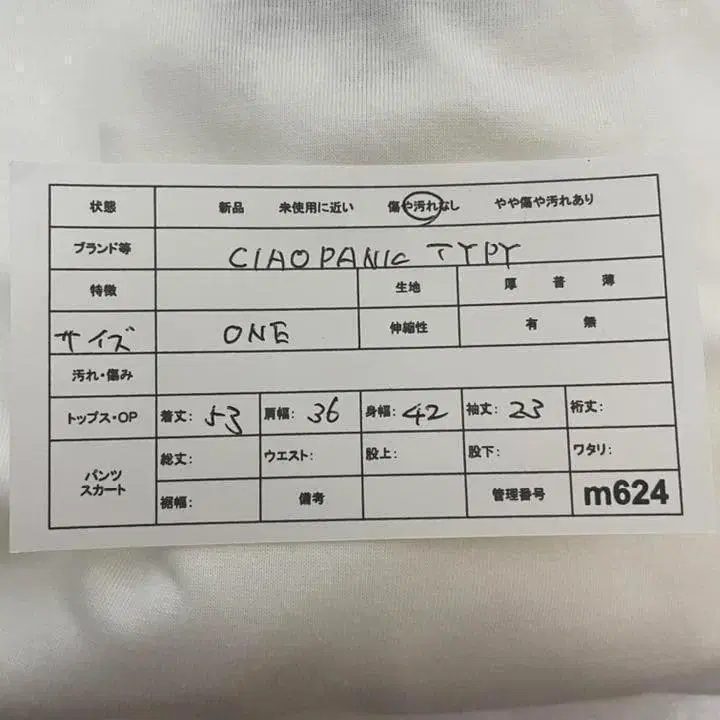 状態 新品 未使用に近い 傷や汚れなし やや傷や汚れあり
ブランド等 CIAOPANIC TYPY
特徴 生地 厚 普 薄
サイズ ONE 伸縮性 有 無
汚れ・傷み
トップス・OP 着丈: 53 肩幅: 36 身幅: 42 袖丈: 23 裄丈:
パンツ
スカート
総丈: ウエスト: 股上: 股下: ワタリ:
裾幅: 備考 管理番号 m624